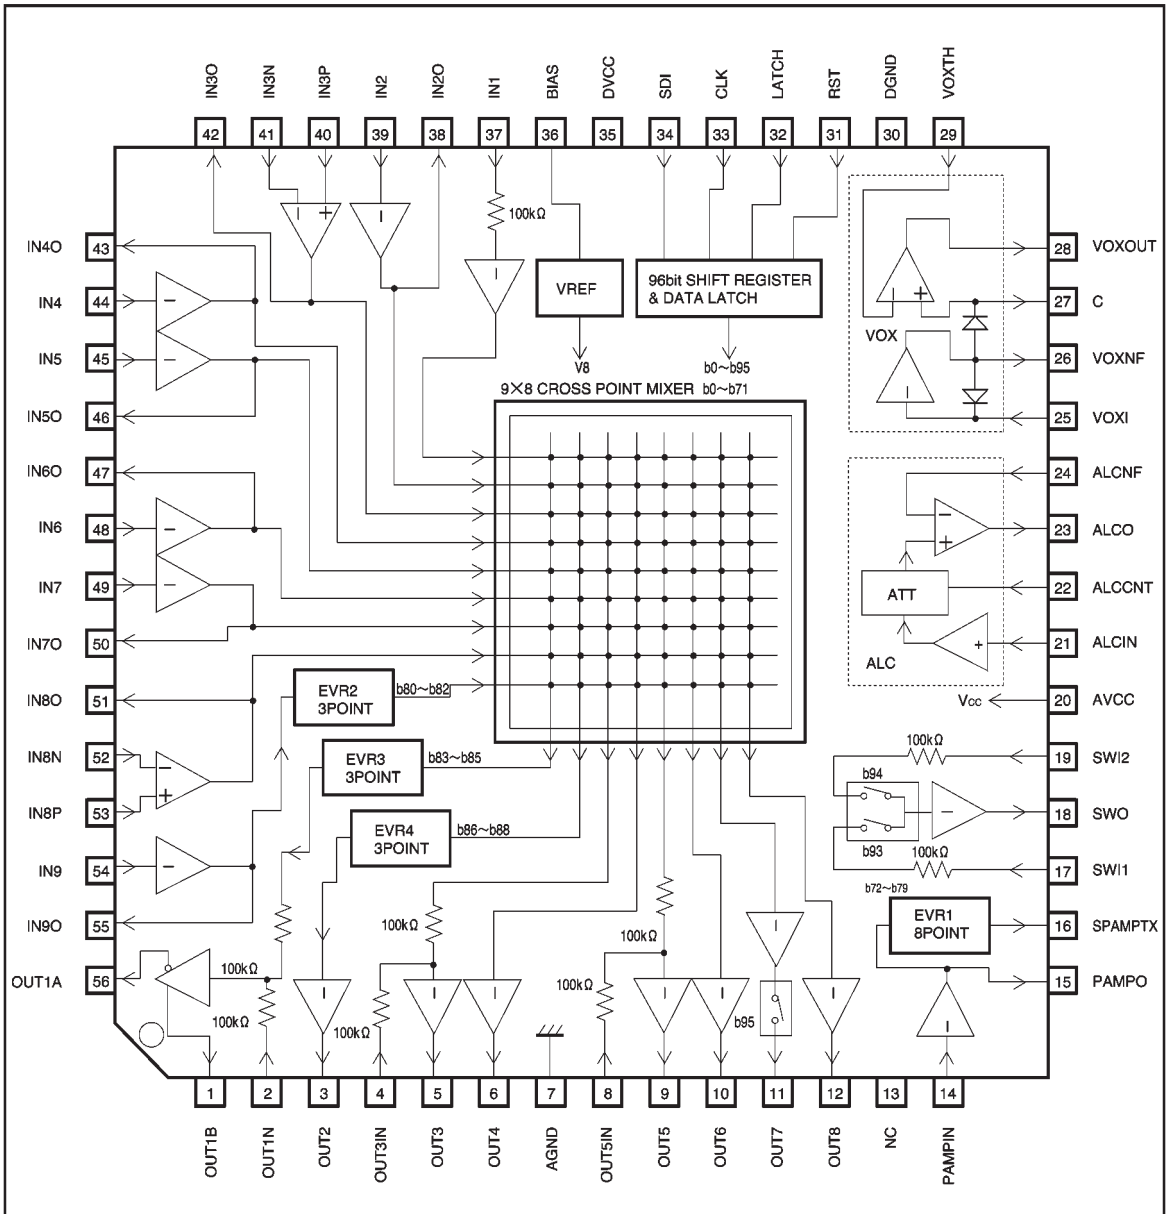 IN3O
IN3N
IN3P
IN2
IN2O
IN1
BIAS
DVCC
SDI
CLK
LATCH
RST
DGND
VOXTH
42
41
40
39
38
37
36
35
34
33
32
31
30
29
IN4O 43
IN4 44
IN5 45
IN5O 46
IN6O 47
IN6 48
IN7 49
IN7O 50
IN8O 51
IN8N 52
IN8P 53
IN9 54
IN9O 55
OUT1A 56
28 VOXOUT
27 C
26 VOXNF
25 VOXI
24 ALCNF
23 ALCO
22 ALCCNT
21 ALCIN
20 AVCC
19 SWI2
18 SWO
17 SWI1
16 SPAMPTX
15 PAMPO
− +
−
100kΩ
−
VREF
V8
96bit SHIFT REGISTER
& DATA LATCH
b0~b95
9×8 CROSS POINT MIXER b0~b71
− +
VOX
−
−
−
−
−
−
+
ATT
+
ALC
Vcc
−
+
−
EVR2
3POINT
b80~b82
EVR3
3POINT
b83~b85
EVR4
3POINT
b86~b88
100kΩ
b94
−
b93
100kΩ
b72~b79
EVR1
8POINT
100kΩ
100kΩ
100kΩ
100kΩ
100kΩ
100kΩ
−
−
−
−
−
−
b95
−
−
1
2
3
4
5
6
7
8
9
10
11
12
13
14
OUT1B
OUT1N
OUT2
OUT3IN
OUT3
OUT4
AGND
OUT5IN
OUT5
OUT6
OUT7
OUT8
NC
PAMPIN